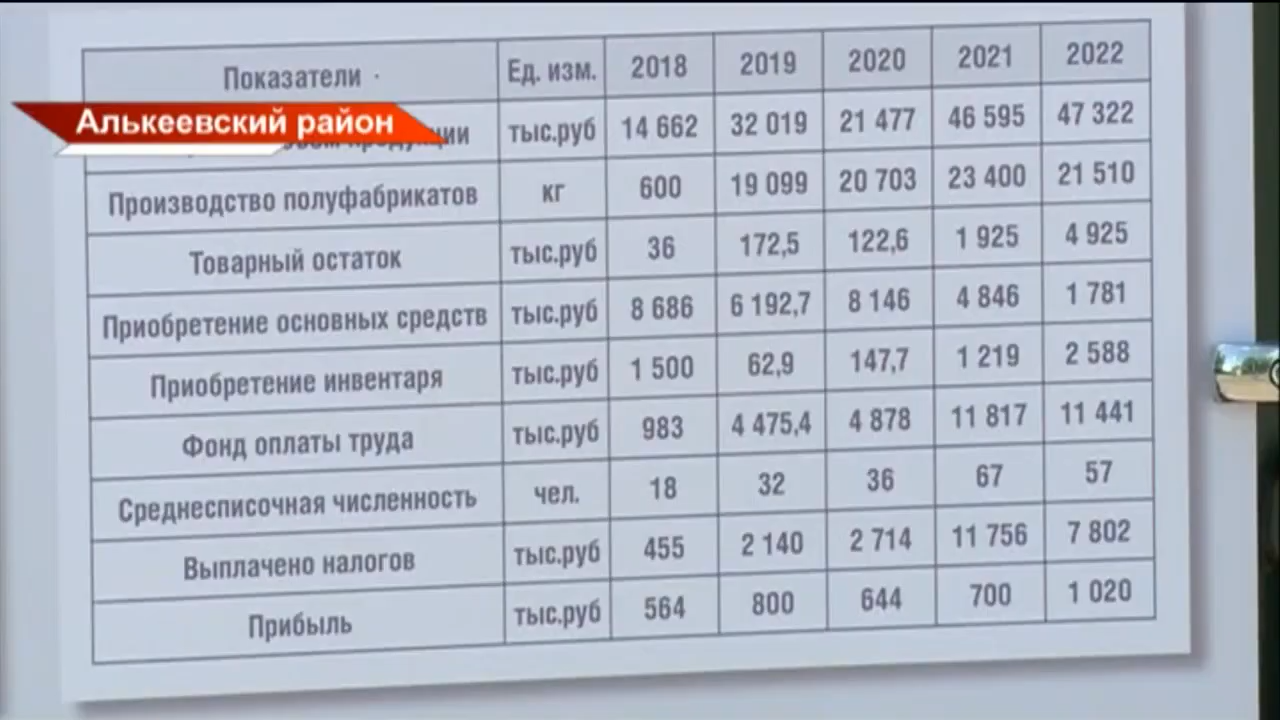 Показатели Ед. изм. 2018 2019 2020 2021 2022
Алькеевский район
тыс.руб 14 662 32 019 21 477 46 595 47 322
Производство полуфабрикатов кг 600 19 099 20 703 23 400 21 510
Товарный остаток тыс.руб 36 172,5 122,6 1 925 4 925
Приобретение основных средств тыс.руб 8 686 6 192,7 8 146 4 846 1 781
Приобретение инвентаря тыс.руб 1 500 62,9 147,7 1 219 2 588
Фонд оплаты труда тыс.руб 983 4 475,4 4 878 11 817 11 441
Среднесписочная численность чел. 18 32 36 67 57
Выплачено налогов тыс.руб 455 2 140 2 714 11 756 7 802
Прибыль тыс.руб 564 800 644 700 1 020